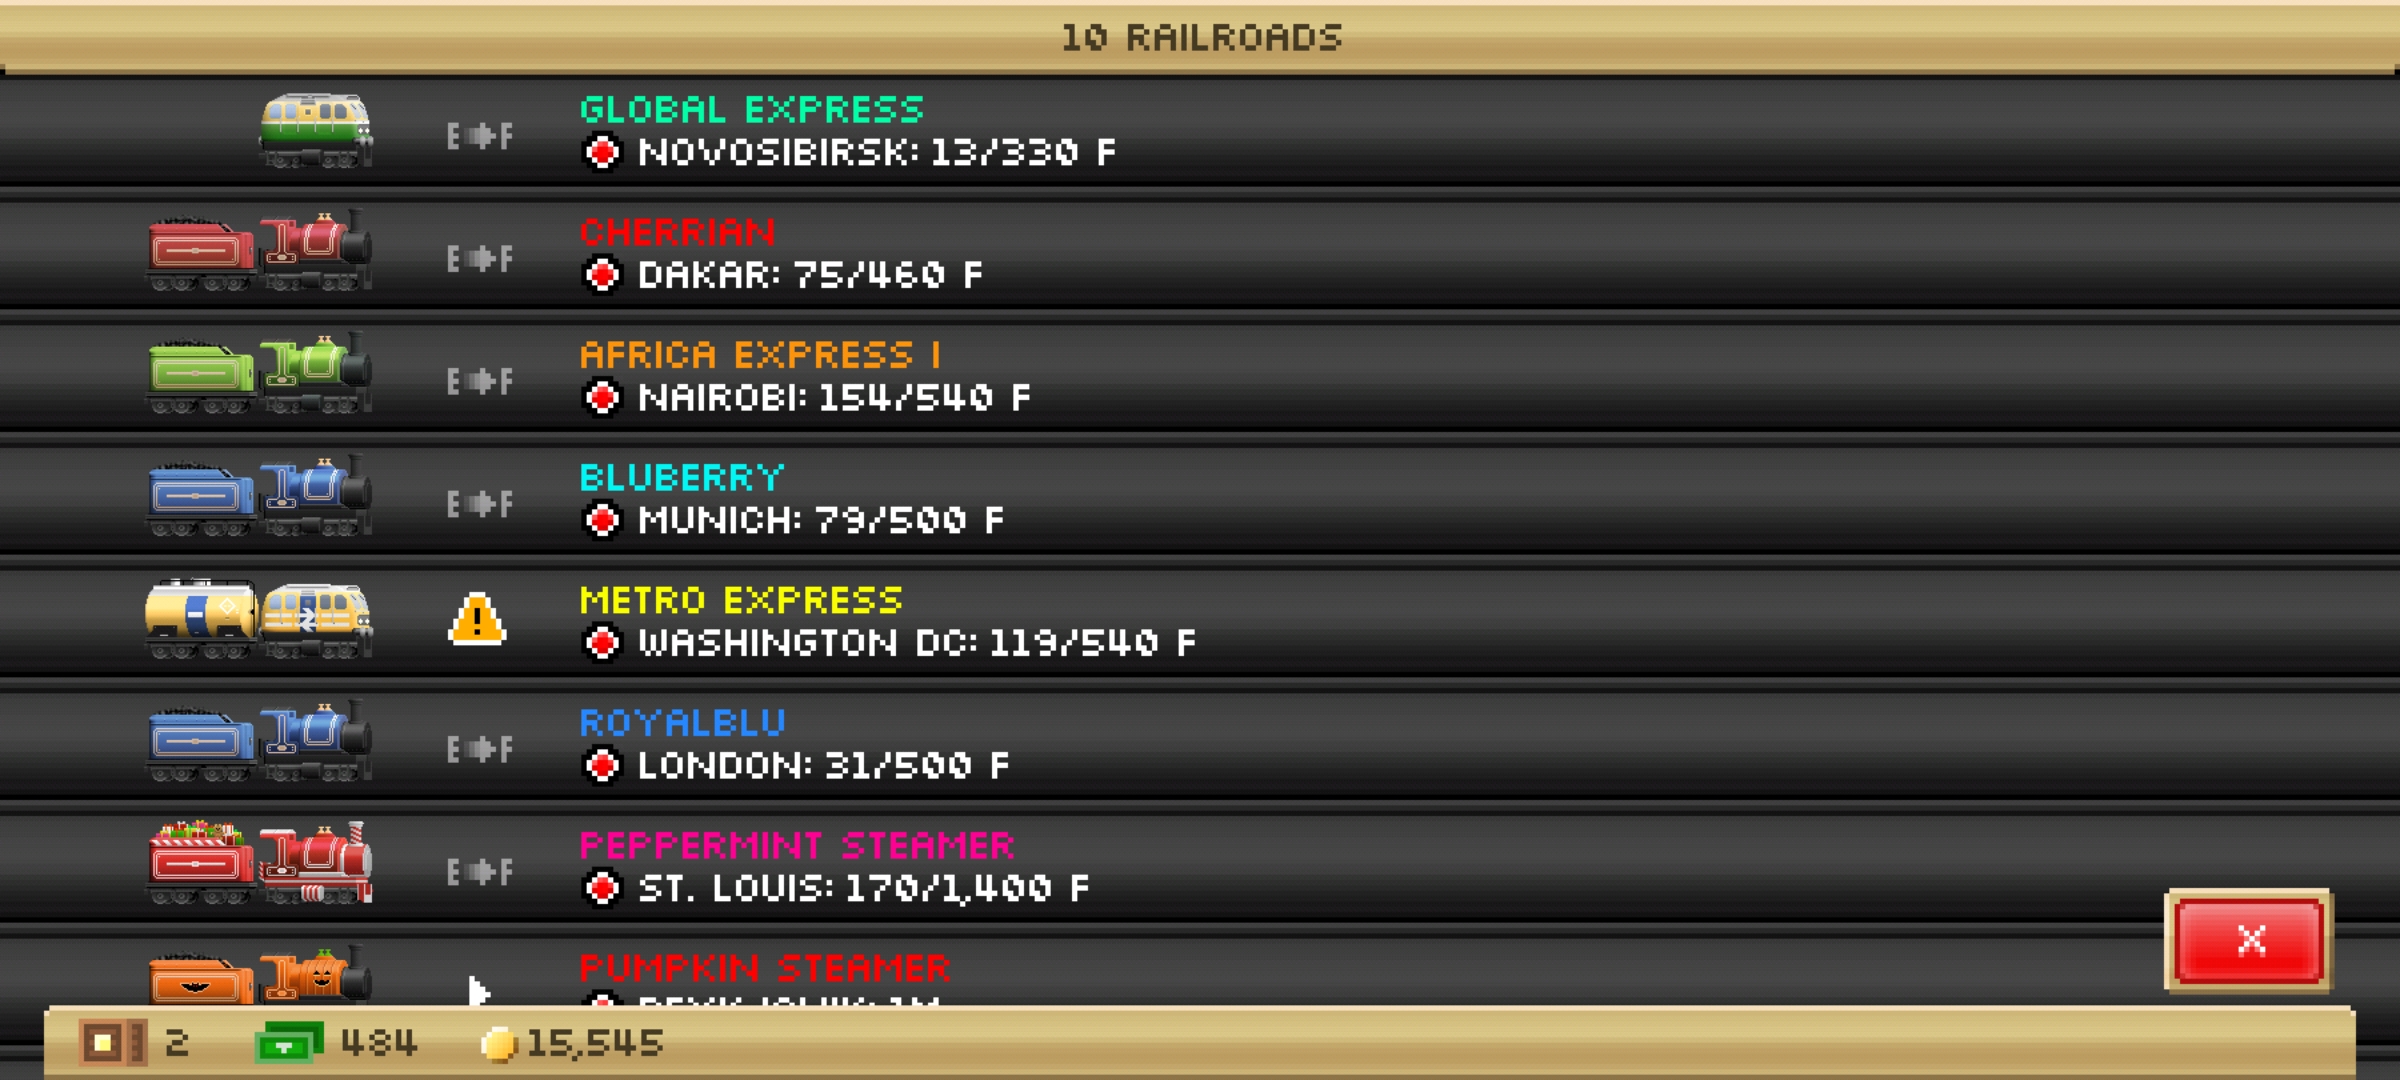 10 RAILROADS
GLOBAL EXPRESS
E F
NOVOSIBIRSK: 13/330 F
CHERRIAN
E F
DAKAR: 75/460 F
AFRICA EXPRESS I
E F
NAIROBI: 154/540 F
BLUBERRY
E F
MUNICH: 79/500 F
METRO EXPRESS
WASHINGTON DC: 119/540 F
ROYALBLU
E F
LONDON: 31/500 F
PEPPERMINT STEAMER
E F
ST. LOUIS: 170/1,400 F
X
PUMPKIN STEAMER
2 484 15,545